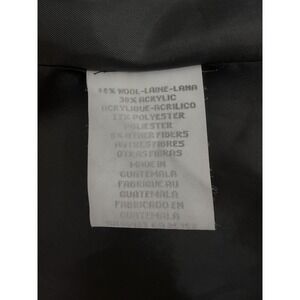 WOOL-LAINE-LANA
30% ACRYLIC
ACRYLIQUE-ACRILICO
POLYESTER
POLIESTER
OTHER FIBERS
AUTRES FIBRES
OTRAS FIBRAS
MADE IN
GUATEMALA
FABRIQUE AU
GUATEMALA
FABRICADO EN
GUATEMALA